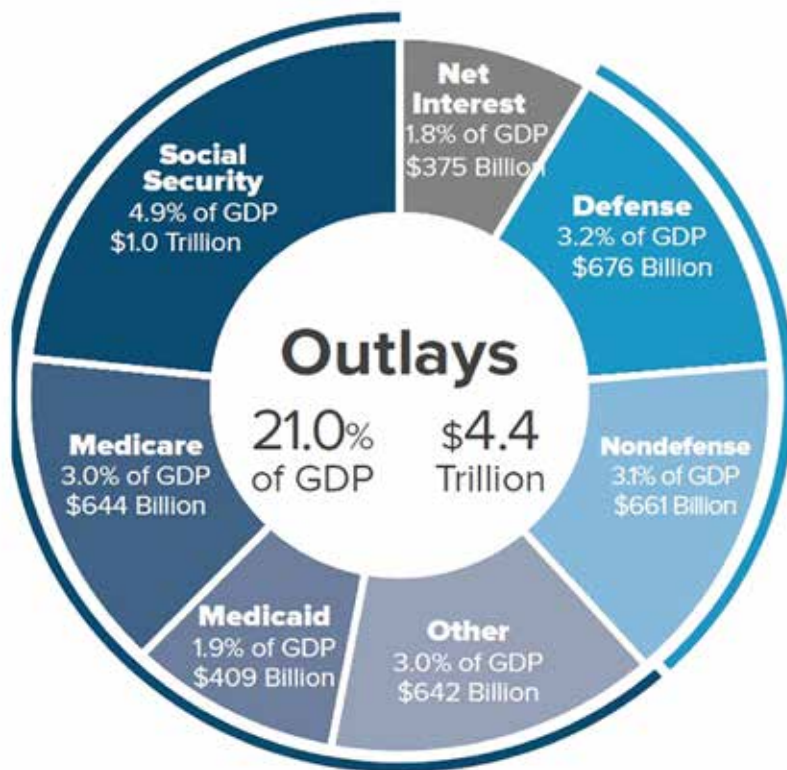 Net
Interest
1.8% of GDP
$375 Billion
Defense
3.2% of GDP
$676 Billion
Nondefense
3.1% of GDP
$661 Billion
Other
3.0% of GDP
$642 Billion
Medicaid
1.9% of GDP
$409 Billion
Medicare
3.0% of GDP
$644 Billion
Social
Security
4.9% of GDP
$1.0 Trillion
Outlays
21.0% of GDP
$4.4 Trillion